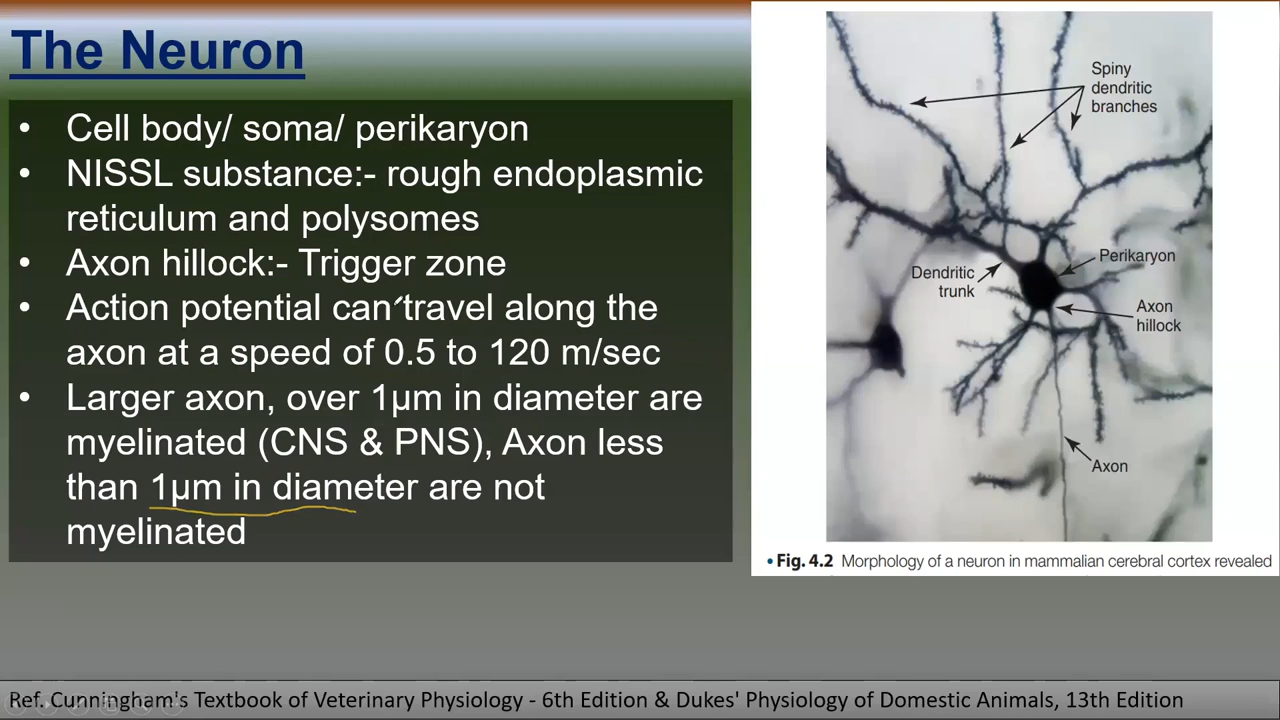 The Neuron
• Cell body/ soma/ perikaryon
• NISSL substance:- rough endoplasmic
reticulum and polysomes
• Axon hillock:- Trigger zone
• Action potential can travel along the
axon at a speed of 0.5 to 120 m/sec
• Larger axon, over 1µm in diameter are
myelinated (CNS & PNS), Axon less
than 1µm in diameter are not
myelinated
Spiny
dendritic
branches
Perikaryon
Dendritic
trunk
Axon
hillock
Axon
• Fig. 4.2 Morphology of a neuron in mammalian cerebral cortex revealed
Ref. Cunningham's Textbook of Veterinary Physiology - 6th Edition & Dukes' Physiology of Domestic Animals, 13th Edition